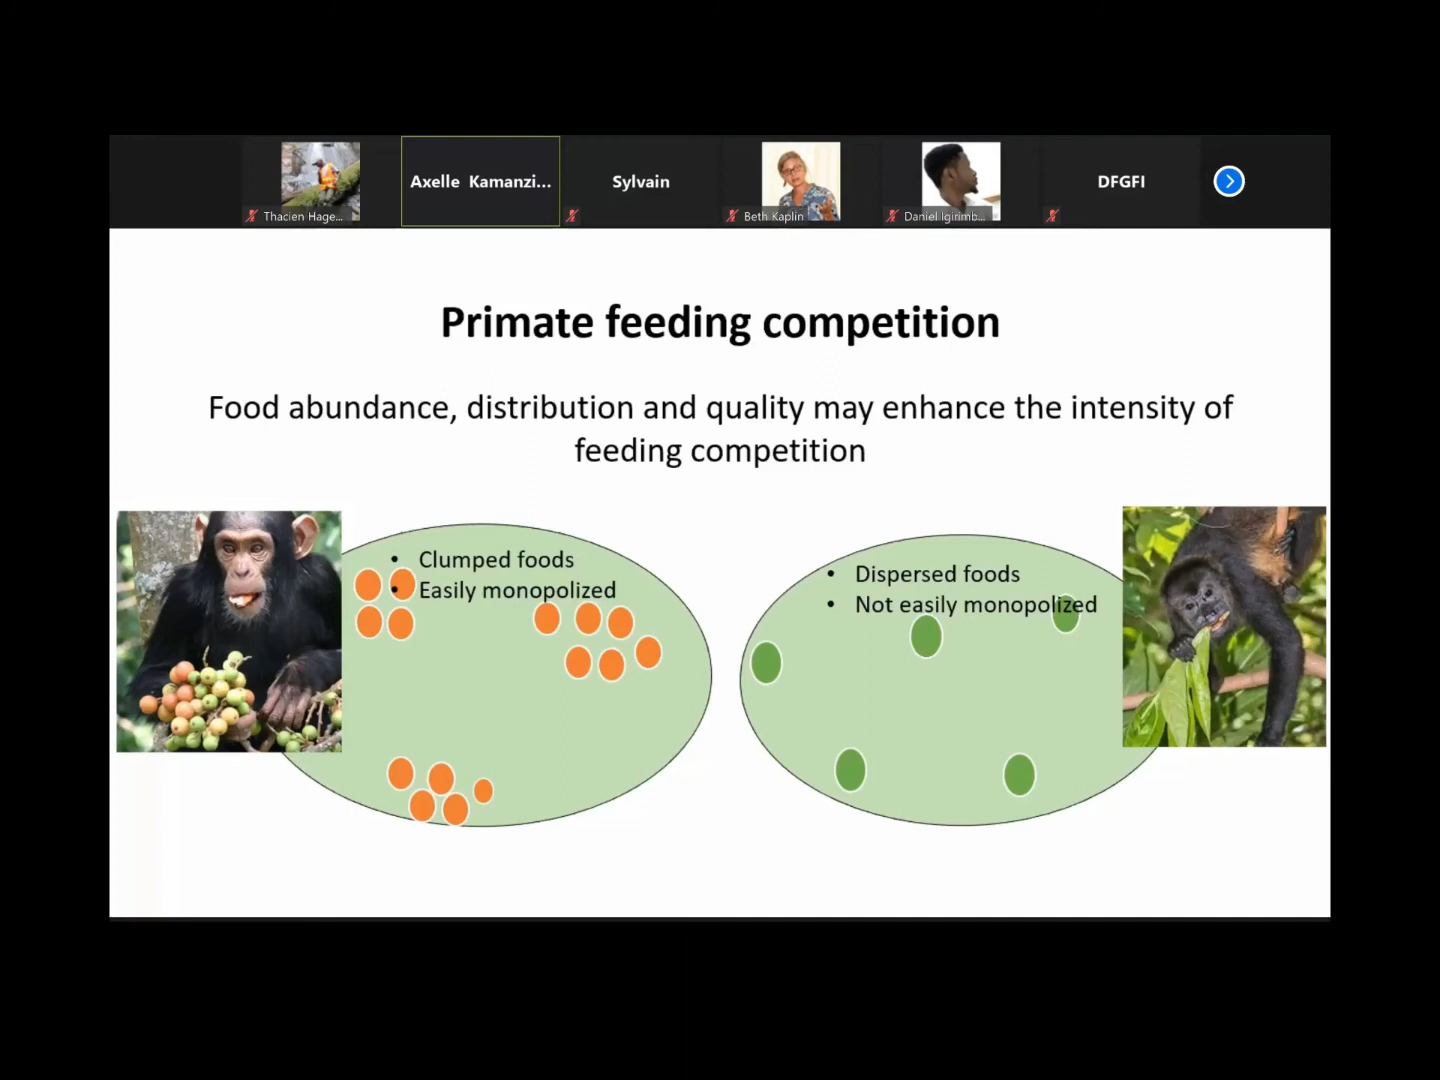 Axelle Kamanzi...
Sylvain
DFGFI
Thacien Hage...
Beth Kaplin
Daniel Igirimb...
Primate feeding competition
Food abundance, distribution and quality may enhance the intensity of
feeding competition
• Clumped foods
• Easily monopolized
• Dispersed foods
• Not easily monopolized